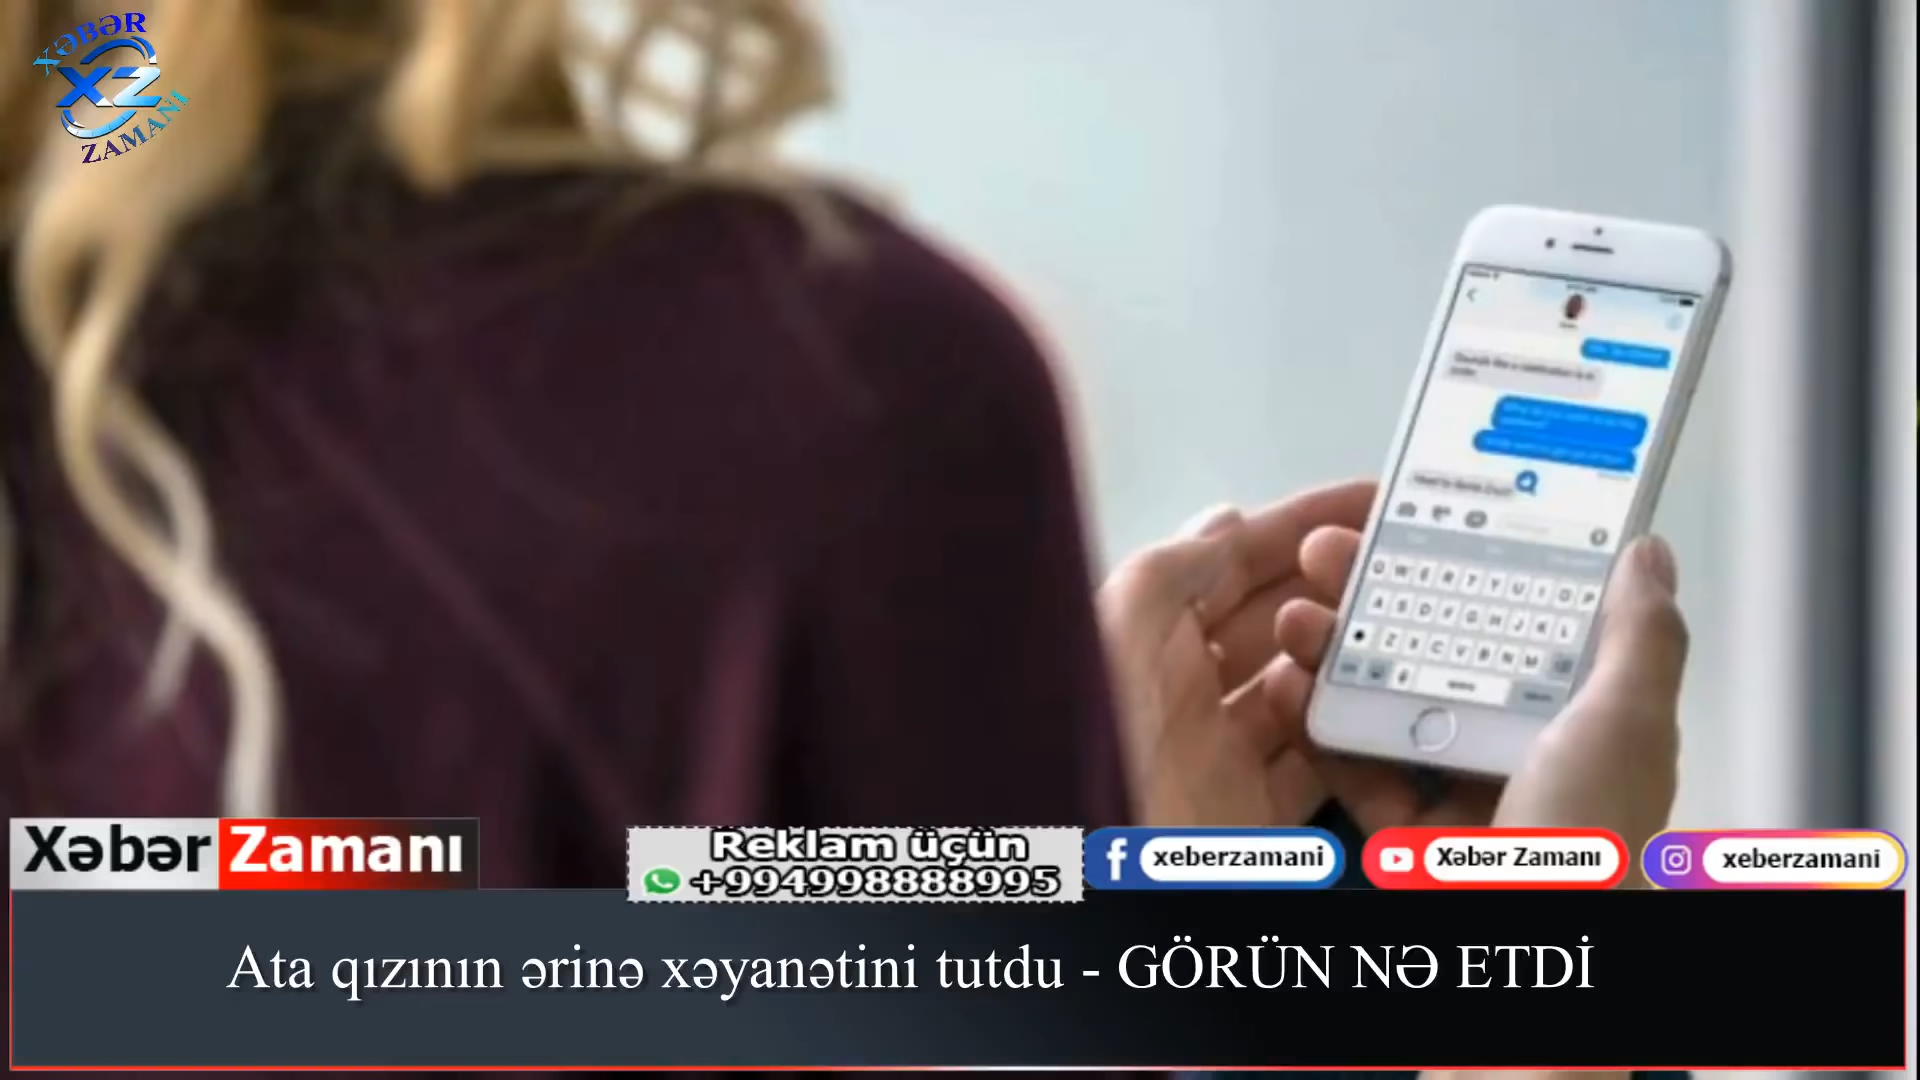 XƏBƏR
XZ
ZAMANI
Q W E R T Y U I O P
A S D F G H J K L
Z X C V B N M
Xəbər Zamanı
Reklam üçün
+994998888995
xeberzamani
Xəbər Zamanı
xeberzamani
Ata qızının ərinə xəyanətini tutdu - GÖRÜN NƏ ETDİ